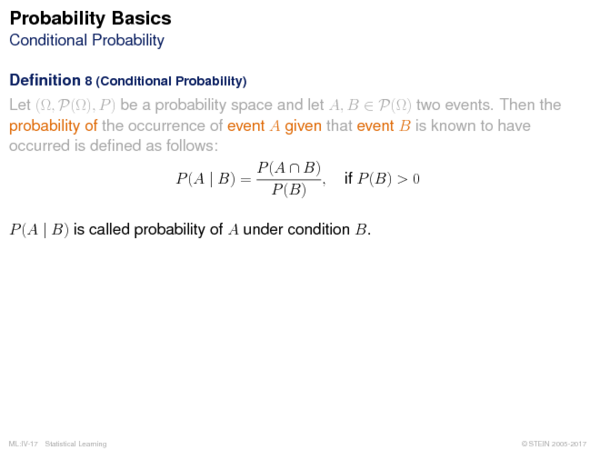 Probability Basics
Conditional Probability
Definition 8 (Conditional Probability)
Let (Ω, 𝒫(Ω), P) be a probability space and let A, B ∈ 𝒫(Ω) two events. Then the
probability of the occurrence of event A given that event B is known to have
occurred is defined as follows:
P(A | B) = P(A ∩ B) / P(B), if P(B) > 0
P(A | B) is called probability of A under condition B.
ML:IV-17 Statistical Learning
© STEIN 2005-2017